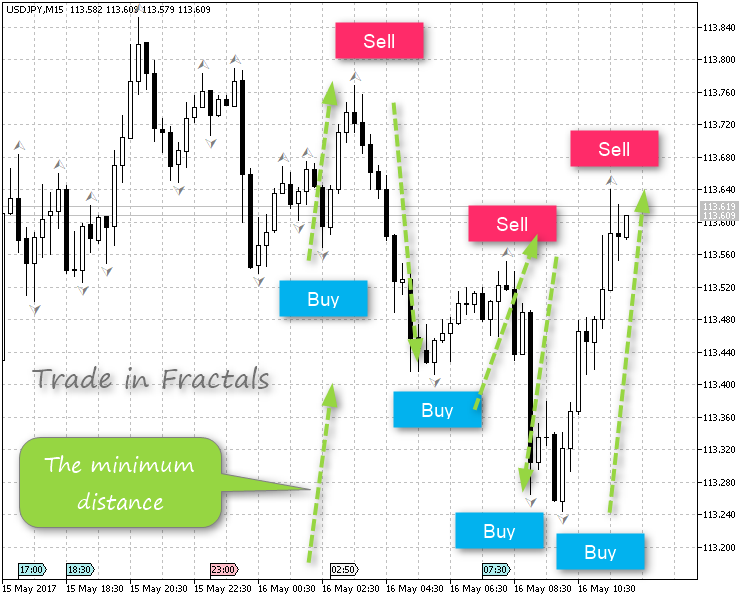 USDJPY,M15 113.582 113.609 113.579 113.609
113.840
Sell
113.800
113.760
113.720
Sell
113.680
113.640
113.619
113.609
Sell
113.600
113.560
Buy
113.520
113.480
113.440
Trade in Fractals
113.400
Buy
113.360
The minimum
distance
113.320
113.280
Buy
113.240
Buy
113.200
17:00 18:30 23:00 02:50 07:30
15 May 2017 15 May 18:30 15 May 20:30 15 May 22:30 16 May 00:30 16 May 02:30 16 May 04:30 16 May 06:30 16 May 08:30 16 May 10:30